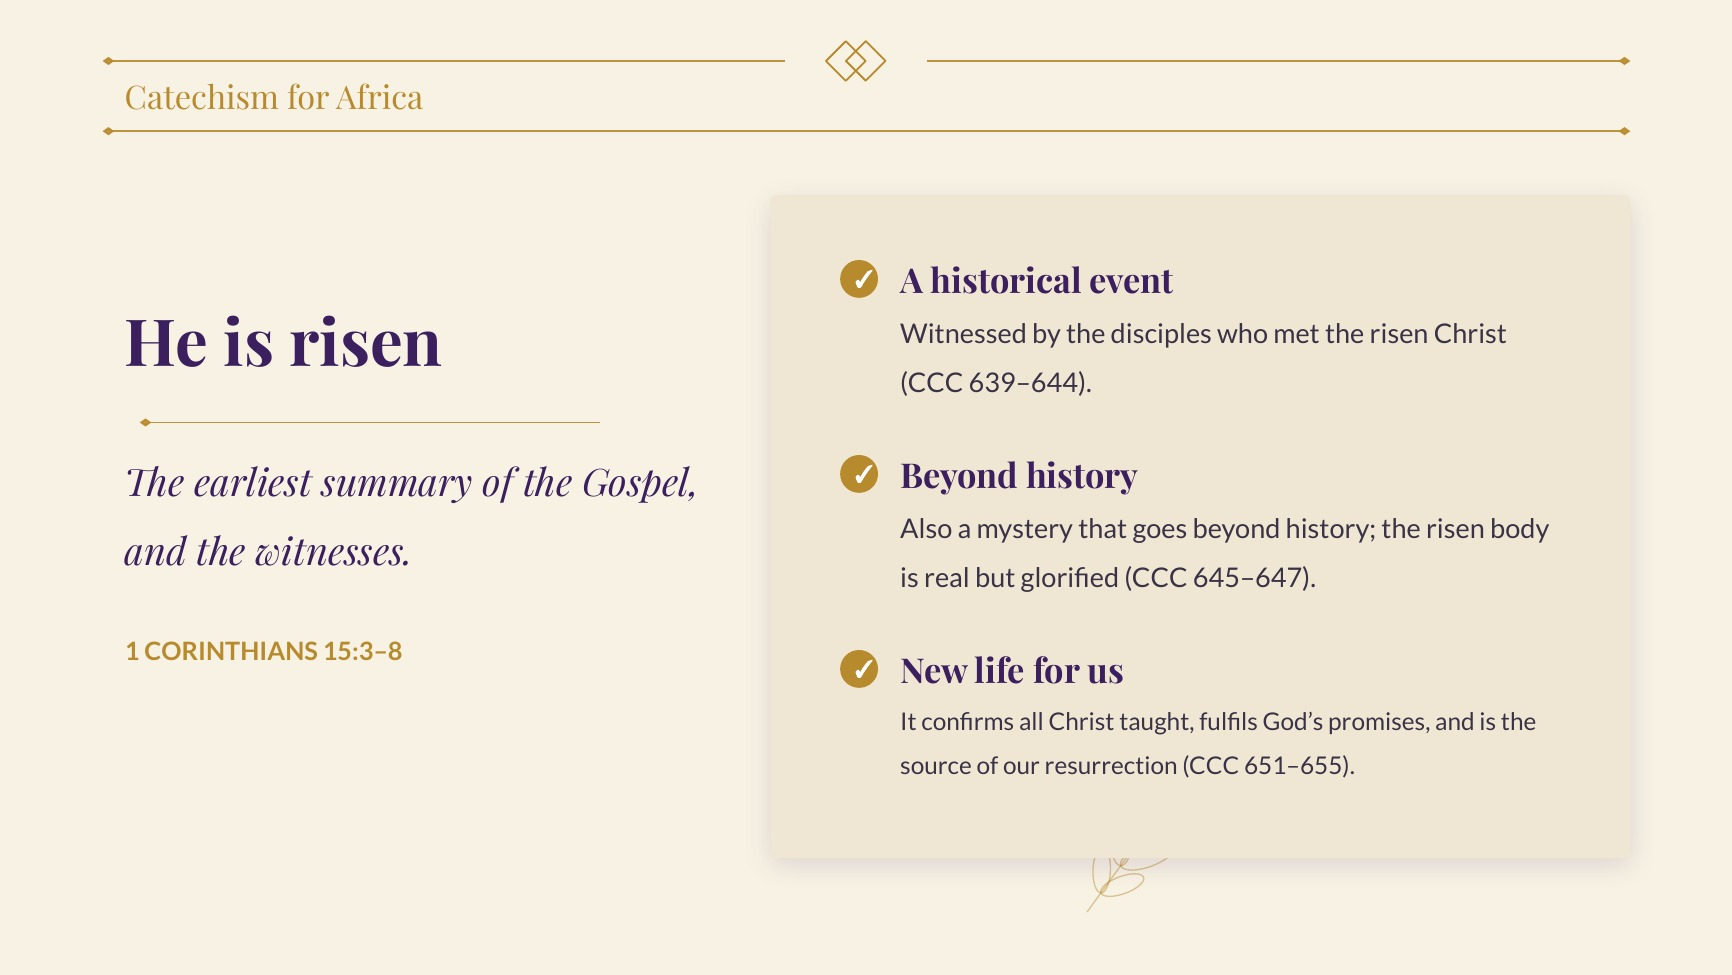 Catechism for Africa
He is risen
The earliest summary of the Gospel,
and the witnesses.
1 CORINTHIANS 15:3–8
✓ A historical event
Witnessed by the disciples who met the risen Christ
(CCC 639–644).
✓ Beyond history
Also a mystery that goes beyond history; the risen body
is real but glorified (CCC 645–647).
✓ New life for us
It confirms all Christ taught, fulfils God’s promises, and is the
source of our resurrection (CCC 651–655).